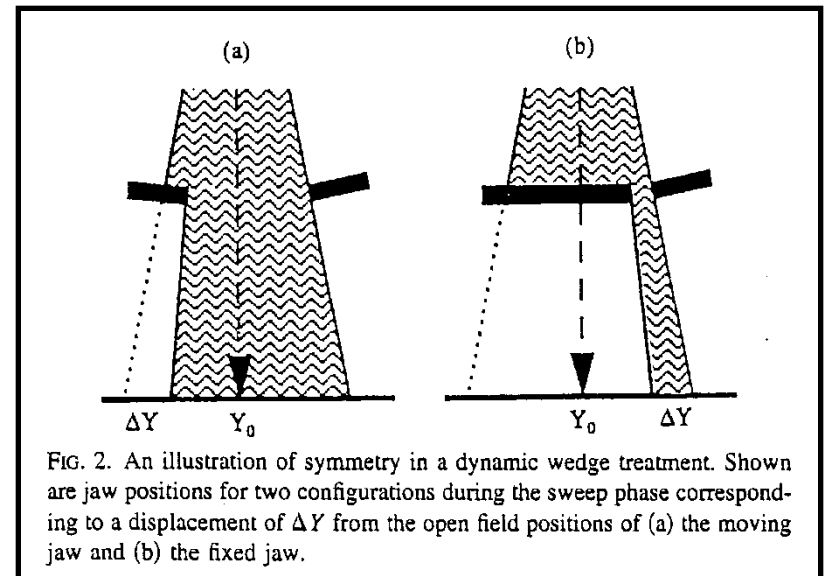 (a) (b)
ΔY Y₀ Y₀ ΔY
FIG. 2. An illustration of symmetry in a dynamic wedge treatment. Shown
are jaw positions for two configurations during the sweep phase correspond-
ing to a displacement of ΔY from the open field positions of (a) the moving
jaw and (b) the fixed jaw.